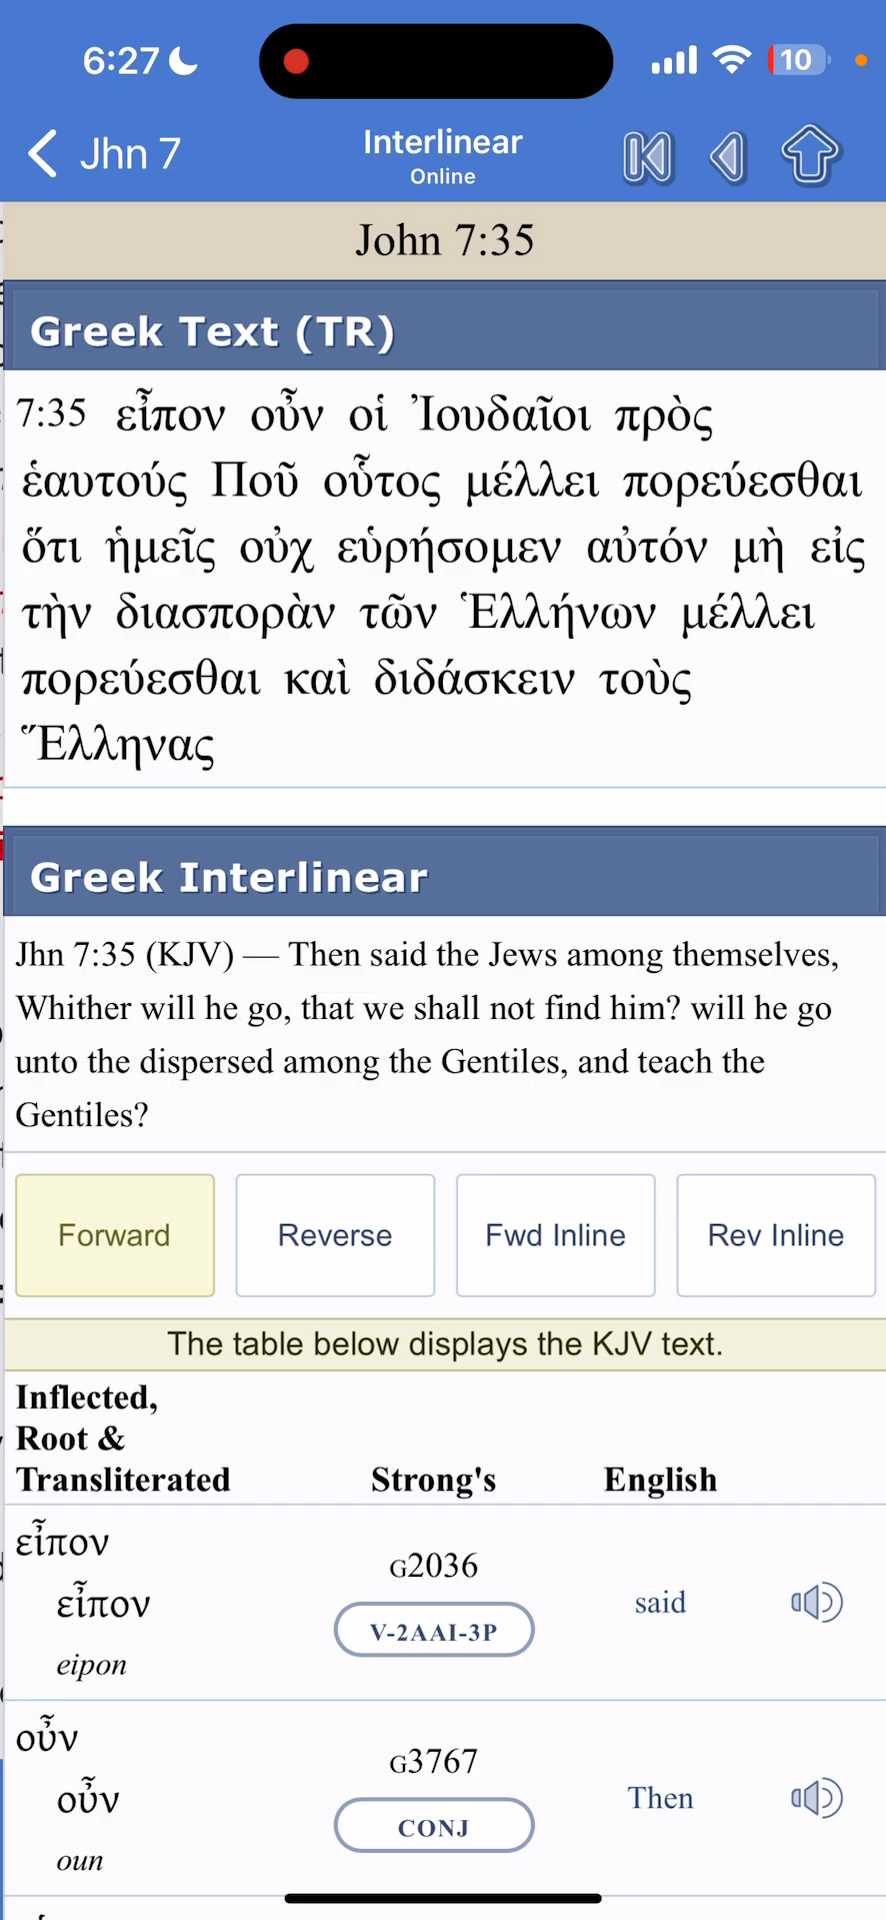 6:27
10
Jhn 7
Interlinear
Online
John 7:35
Greek Text (TR)
7:35 εἶπον οὖν οἱ Ἰουδαῖοι πρὸς
ἑαυτούς Ποῦ οὗτος μέλλει πορεύεσθαι
ὅτι ἡμεῖς οὐχ εὑρήσομεν αὐτόν μὴ εἰς
τὴν διασπορὰν τῶν Ἑλλήνων μέλλει
πορεύεσθαι καὶ διδάσκειν τοὺς
Ἕλληνας
Greek Interlinear
Jhn 7:35 (KJV) — Then said the Jews among themselves,
Whither will he go, that we shall not find him? will he go
unto the dispersed among the Gentiles, and teach the
Gentiles?
Forward Reverse Fwd Inline Rev Inline
The table below displays the KJV text.
Inflected,
Root &
Transliterated Strong's English
εἶπον
G2036
εἶπον said
V-2AAI-3P
eipon
οὖν
G3767
οὖν Then
CONJ
oun